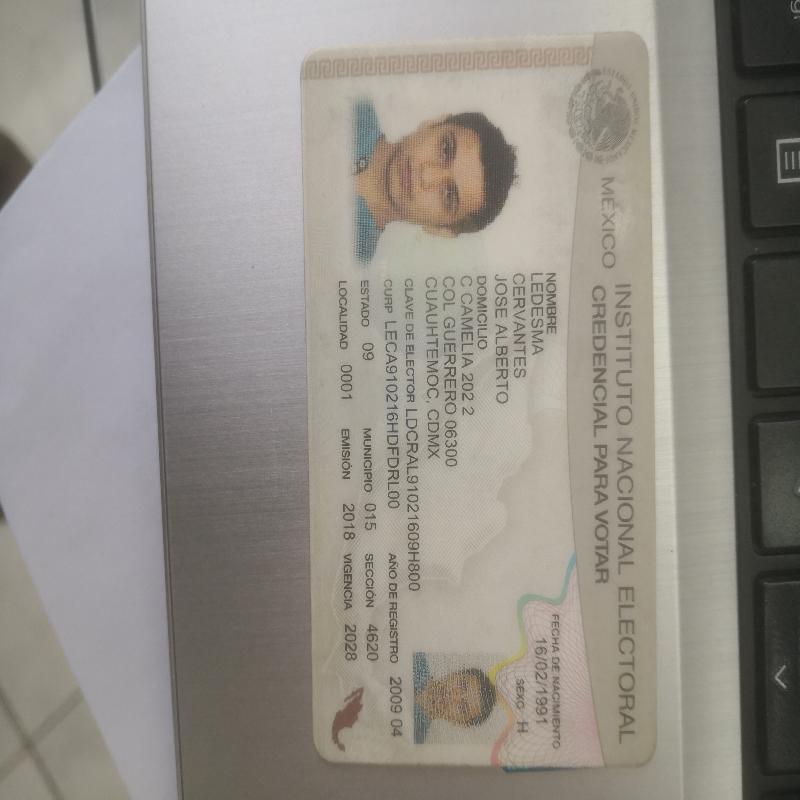 MÉXICO INSTITUTO NACIONAL ELECTORAL
CREDENCIAL PARA VOTAR
NOMBRE
LEDESMA
CERVANTES
JOSE ALBERTO
DOMICILIO
C CAMELIA 202 2
COL GUERRERO 06300
CUAUHTEMOC, CDMX
FECHA DE NACIMIENTO
16/02/1991
SEXO H
CLAVE DE ELECTOR LDCRAL91021609H800
CURP LECA910216HDFDRL00 AÑO DE REGISTRO 2009 04
ESTADO 09 MUNICIPIO 015 SECCIÓN 4620
LOCALIDAD 0001 EMISIÓN 2018 VIGENCIA 2028